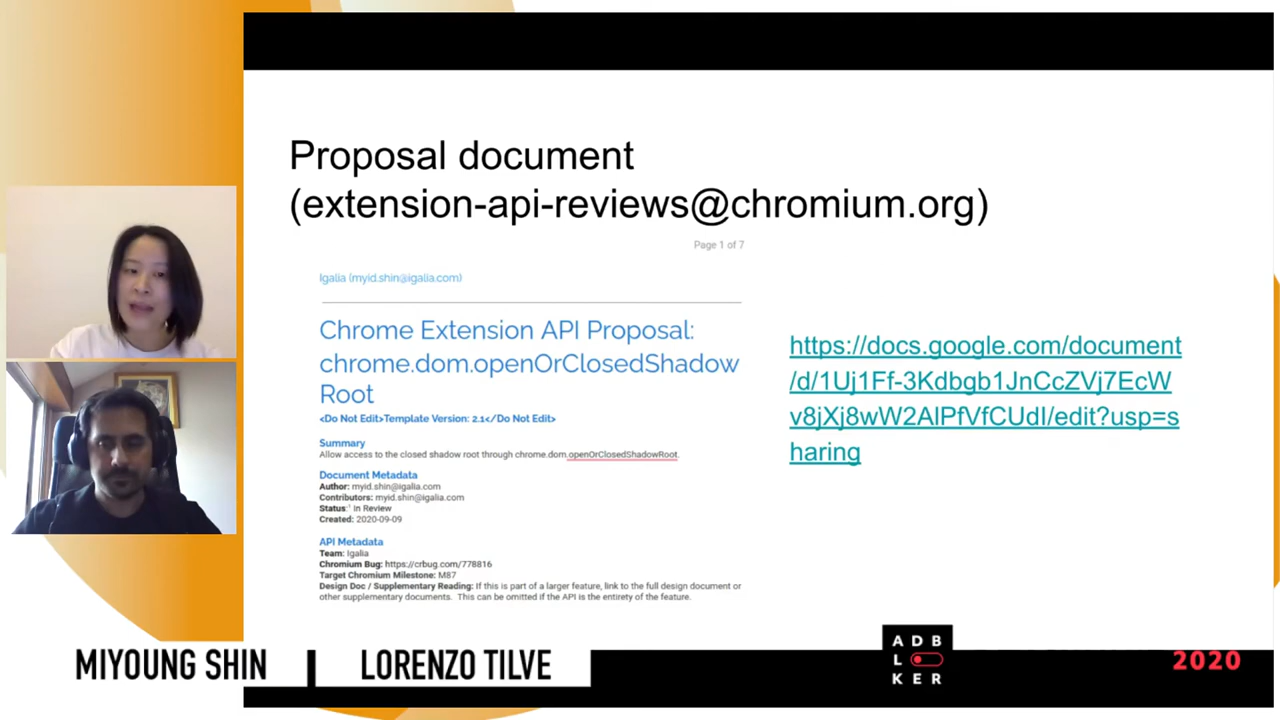 Proposal document
(extension-api-reviews@chromium.org)
Page 1 of 7
Igalia (myid.shin@igalia.com)
Chrome Extension API Proposal:
chrome.dom.openOrClosedShadow
Root
<Do Not Edit>Template Version: 2.1</Do Not Edit>
Summary
Allow access to the closed shadow root through chrome.dom.openOrClosedShadowRoot.
Document Metadata
Author: myid.shin@igalia.com
Contributors: myid.shin@igalia.com
Status: In Review
Created: 2020-09-09
API Metadata
Team: Igalia
Chromium Bug: https://crbug.com/778816
Target Chromium Milestone: M87
Design Doc / Supplementary Reading: If this is part of a larger feature, link to the full design document or
other supplementary documents. This can be omitted if the API is the entirety of the feature.
https://docs.google.com/document
/d/1Uj1Ff-3Kdbgb1JnCcZVj7EcW
v8jXj8wW2AlPfVfCUdI/edit?usp=s
haring
MIYOUNG SHIN
LORENZO TILVE
ADB
L
KER
2020